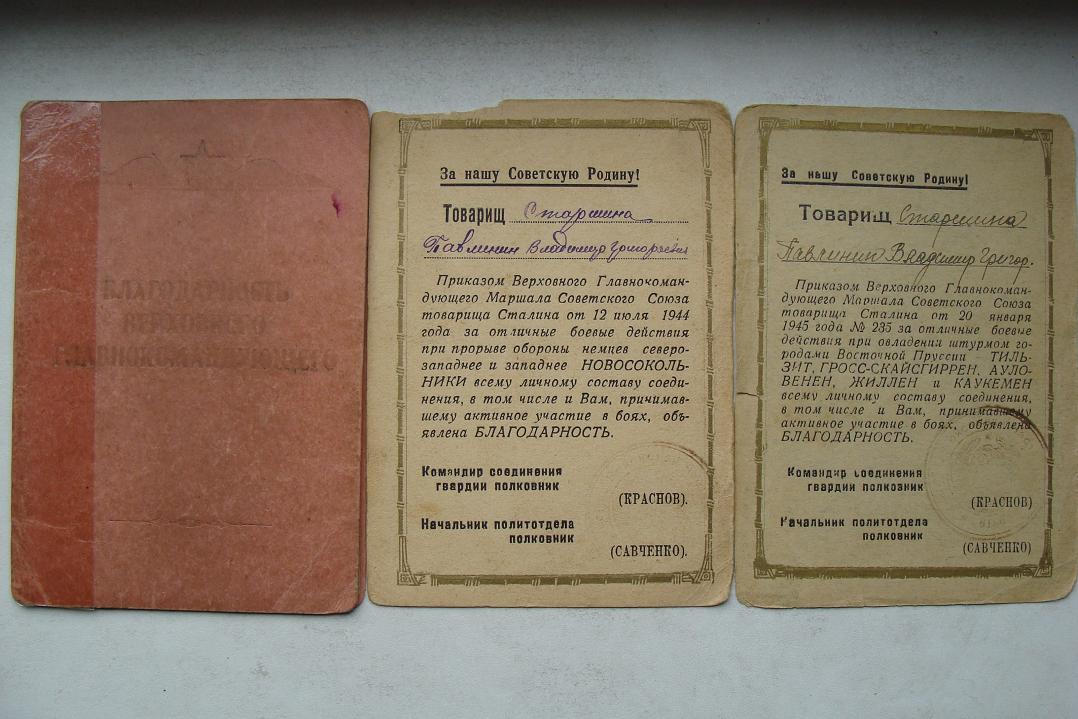 За нашу Советскую Родину!
Товарищ Старшина
Павлинин Владимир Григорьевич
Приказом Верховного Главнокоман-
дующего Маршала Советского Союза
товарища Сталина от 12 июля 1944
года за отличные боевые действия
при прорыве обороны немцев северо-
западнее и западнее НОВОСОКОЛЬ-
НИКИ всему личному составу соеди-
нения, в том числе и Вам, принимав-
шему активное участие в боях, объ-
явлена БЛАГОДАРНОСТЬ.
Командир соединения
гвардии полковник
(КРАСНОВ).
Начальник политотдела
полковник
(САВЧЕНКО).
За нашу Советскую Родину!
Товарищ Старшина
Павлинин Владимир Григор.
Приказом Верховного Главнокоман-
дующего Маршала Советского Союза
товарища Сталина от 20 января
1945 года № 235 за отличные боевые
действия при овладении штурмом го-
родами Восточной Пруссии - ТИЛЬ-
ЗИТ, ГРОСС-СКАЙСГИРРЕН, АУЛО-
ВЕНЕН, ЖИЛЛЕН и КАУКЕМЕН
всему личному составу соединения,
в том числе и Вам, принимавшему
активное участие в боях, объявлена
БЛАГОДАРНОСТЬ.
Командир соединения
гвардии полковник
(КРАСНОВ)
Начальник политотдела
полковник
(САВЧЕНКО)